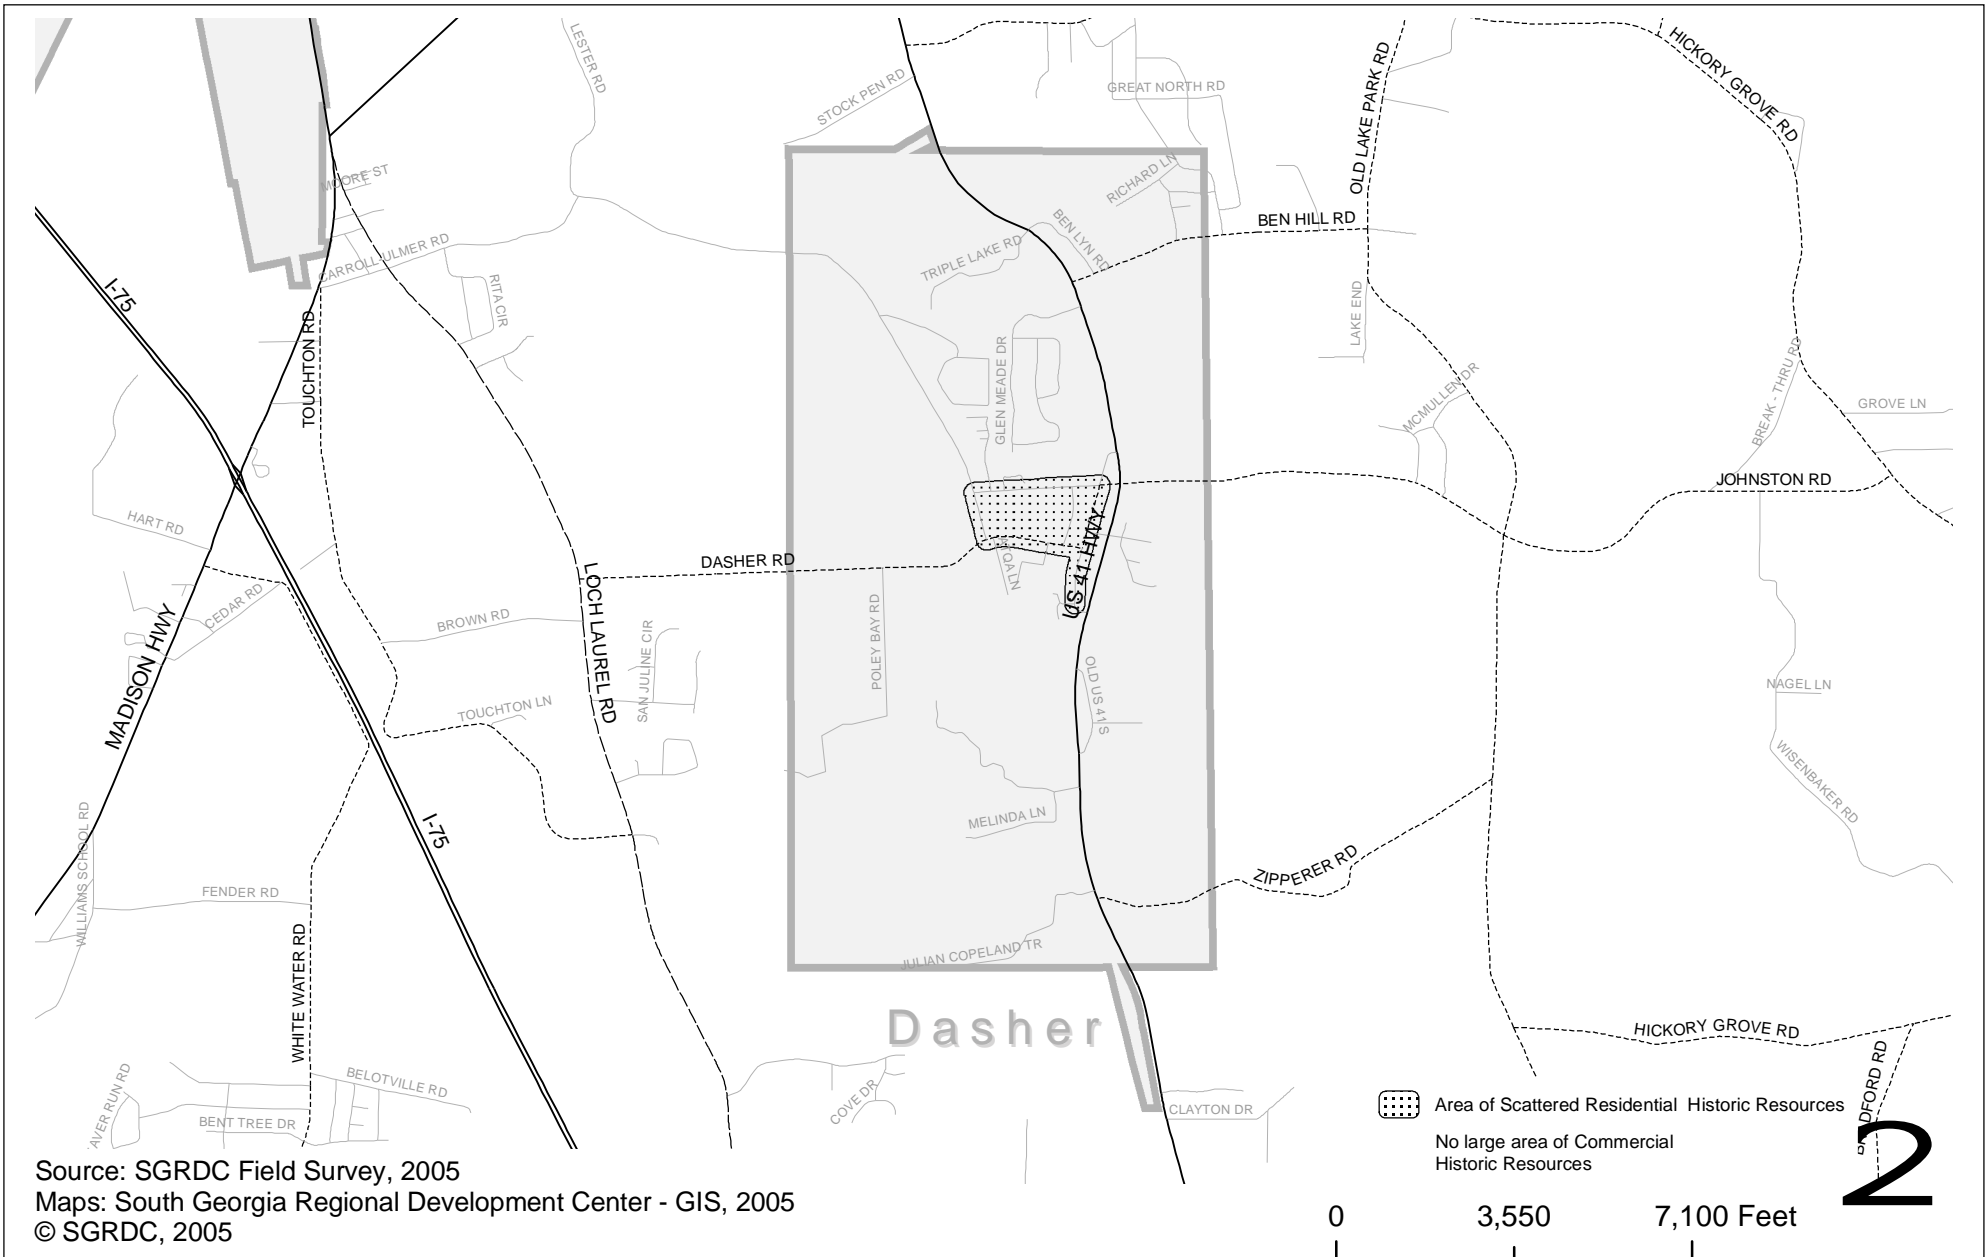 LESTER RD
STOCK PEN RD
GREAT NORTH RD
OLD LAKE PARK RD
HICKORY GROVE RD
MOORE ST
RICHARD LN
CARROLL-ULMER RD
BEN LYN RD
BEN HILL RD
TRIPLE LAKE RD
I-75
RITA CIR
TOUCHTON RD
LAKE END
GLEN MEADE DR
MCMULLEN DR
BREAK - THRU RD
GROVE LN
JOHNSTON RD
HART RD
DASHER RD
US 41 HWY
LOCH LAUREL RD
CEDAR RD
BROWN RD
MADISON HWY
SAN JULINE CIR
POLEY BAY RD
OLD US 41 S
TOUCHTON LN
NAGEL LN
WISENBAKER RD
I-75
MELINDA LN
WILLIAMS SCHOOL RD
ZIPPERER RD
FENDER RD
WHITE WATER RD
JULIAN COPELAND TR
Dasher
HICKORY GROVE RD
BELOTVILLE RD
COVE DR
CLAYTON DR
AVER RUN RD
BENT TREE DR
Area of Scattered Residential Historic Resources
No large area of Commercial
Historic Resources
2
Source: SGRDC Field Survey, 2005
Maps: South Georgia Regional Development Center - GIS, 2005
© SGRDC, 2005
0 3,550 7,100 Feet